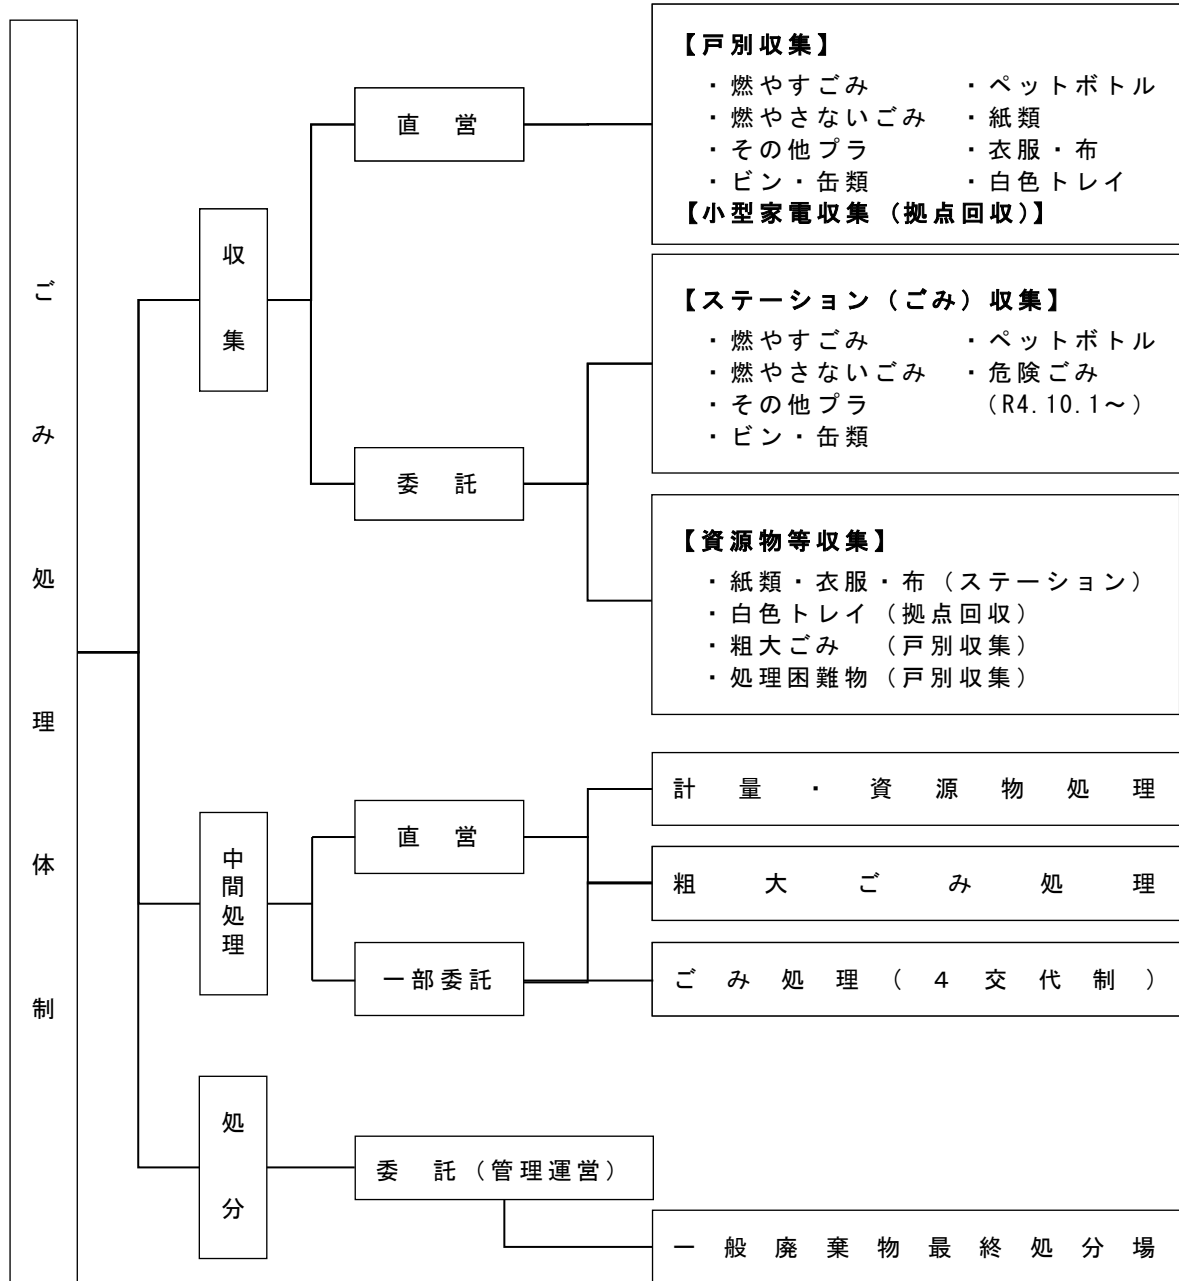 ごみ処理体制
収集
直営
【戸別収集】
・燃やすごみ ・ペットボトル
・燃やさないごみ ・紙類
・その他プラ ・衣服・布
・ビン・缶類 ・白色トレイ
【小型家電収集（拠点回収）】
委託
【ステーション（ごみ）収集】
・燃やすごみ ・ペットボトル
・燃やさないごみ ・危険ごみ
・その他プラ （R4.10.1～）
・ビン・缶類
【資源物等収集】
・紙類・衣服・布（ステーション）
・白色トレイ（拠点回収）
・粗大ごみ （戸別収集）
・処理困難物（戸別収集）
中間処理
直営
一部委託
計量・資源物処理
粗大ごみ処理
ごみ処理（４交代制）
処分
委託（管理運営）
一般廃棄物最終処分場